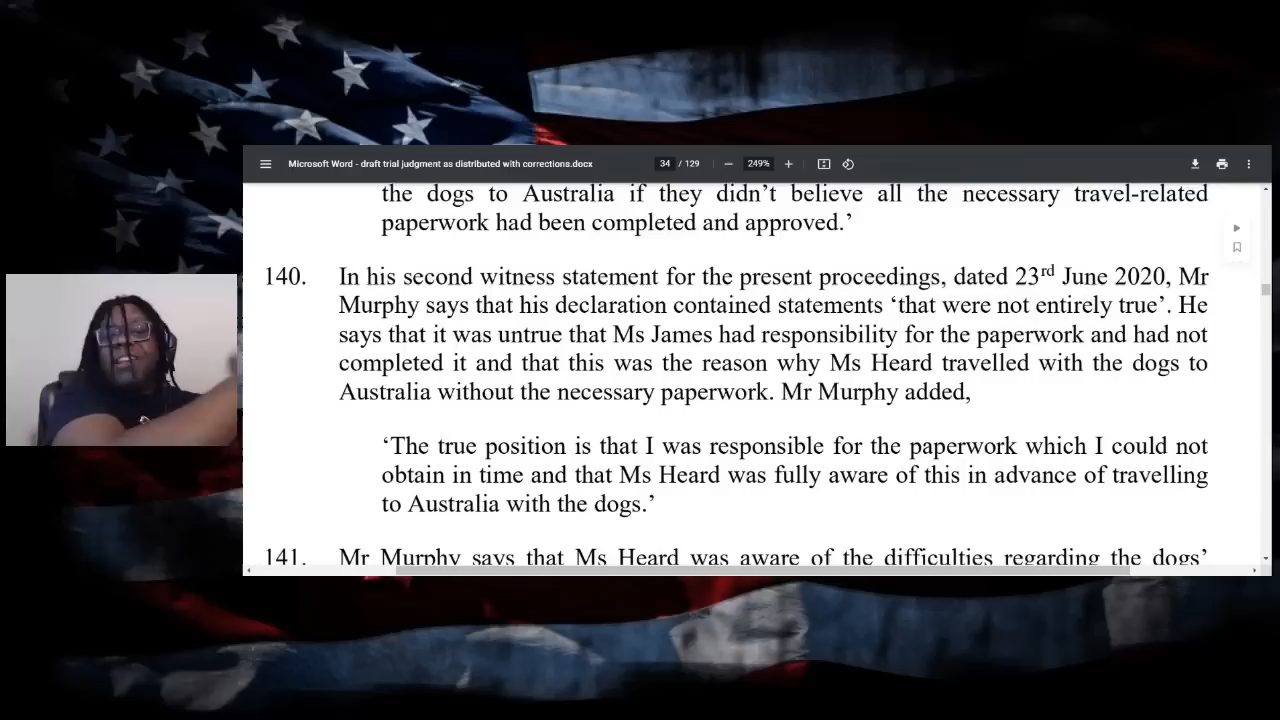 Microsoft Word - draft trial judgment as distributed with corrections.docx
34 / 129
249%
the dogs to Australia if they didn’t believe all the necessary travel-related
paperwork had been completed and approved.’
140. In his second witness statement for the present proceedings, dated 23rd June 2020, Mr
Murphy says that his declaration contained statements ‘that were not entirely true’. He
says that it was untrue that Ms James had responsibility for the paperwork and had not
completed it and that this was the reason why Ms Heard travelled with the dogs to
Australia without the necessary paperwork. Mr Murphy added,
‘The true position is that I was responsible for the paperwork which I could not
obtain in time and that Ms Heard was fully aware of this in advance of travelling
to Australia with the dogs.’
141. Mr Murphy says that Ms Heard was aware of the difficulties regarding the dogs’